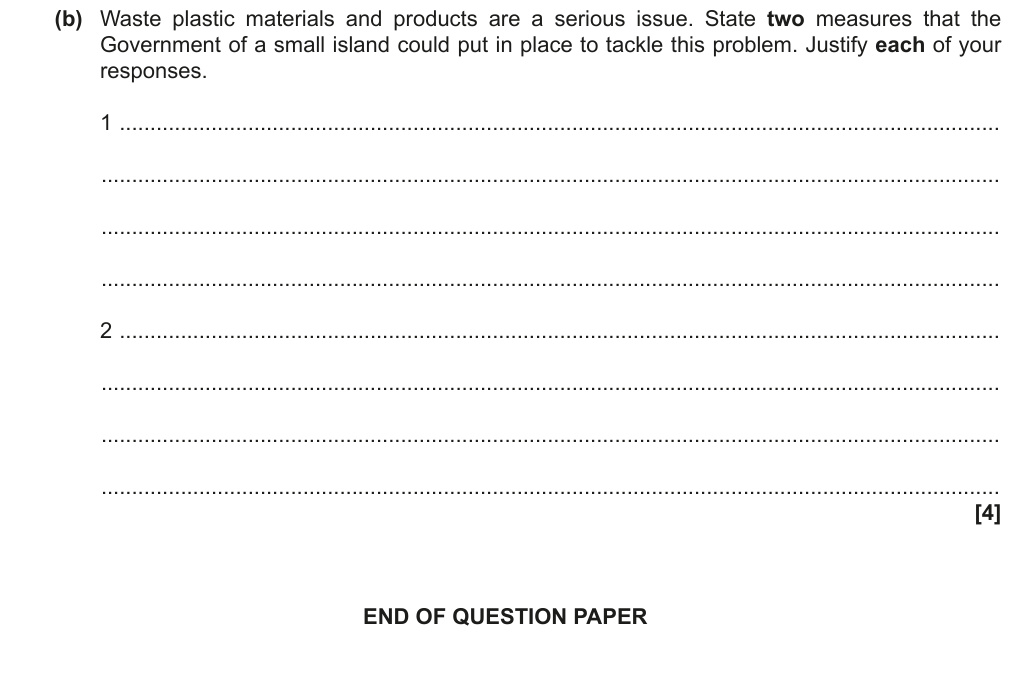 (b) Waste plastic materials and products are a serious issue. State two measures that the
Government of a small island could put in place to tackle this problem. Justify each of your
responses.
1 ....................................................................................................................................................
.......................................................................................................................................................
.......................................................................................................................................................
.......................................................................................................................................................
2 ....................................................................................................................................................
.......................................................................................................................................................
.......................................................................................................................................................
.......................................................................................................................................................
[4]
END OF QUESTION PAPER